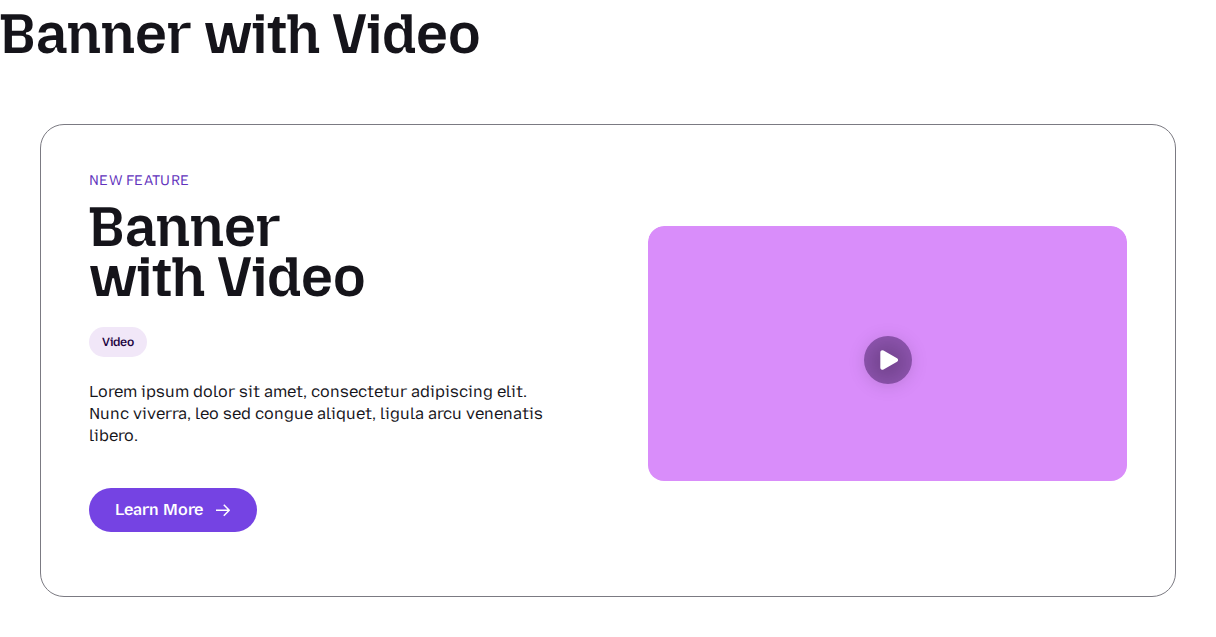 Banner with Video
NEW FEATURE
Banner
with Video
Video
Lorem ipsum dolor sit amet, consectetur adipiscing elit.
Nunc viverra, leo sed congue aliquet, ligula arcu venenatis
libero.
Learn More →